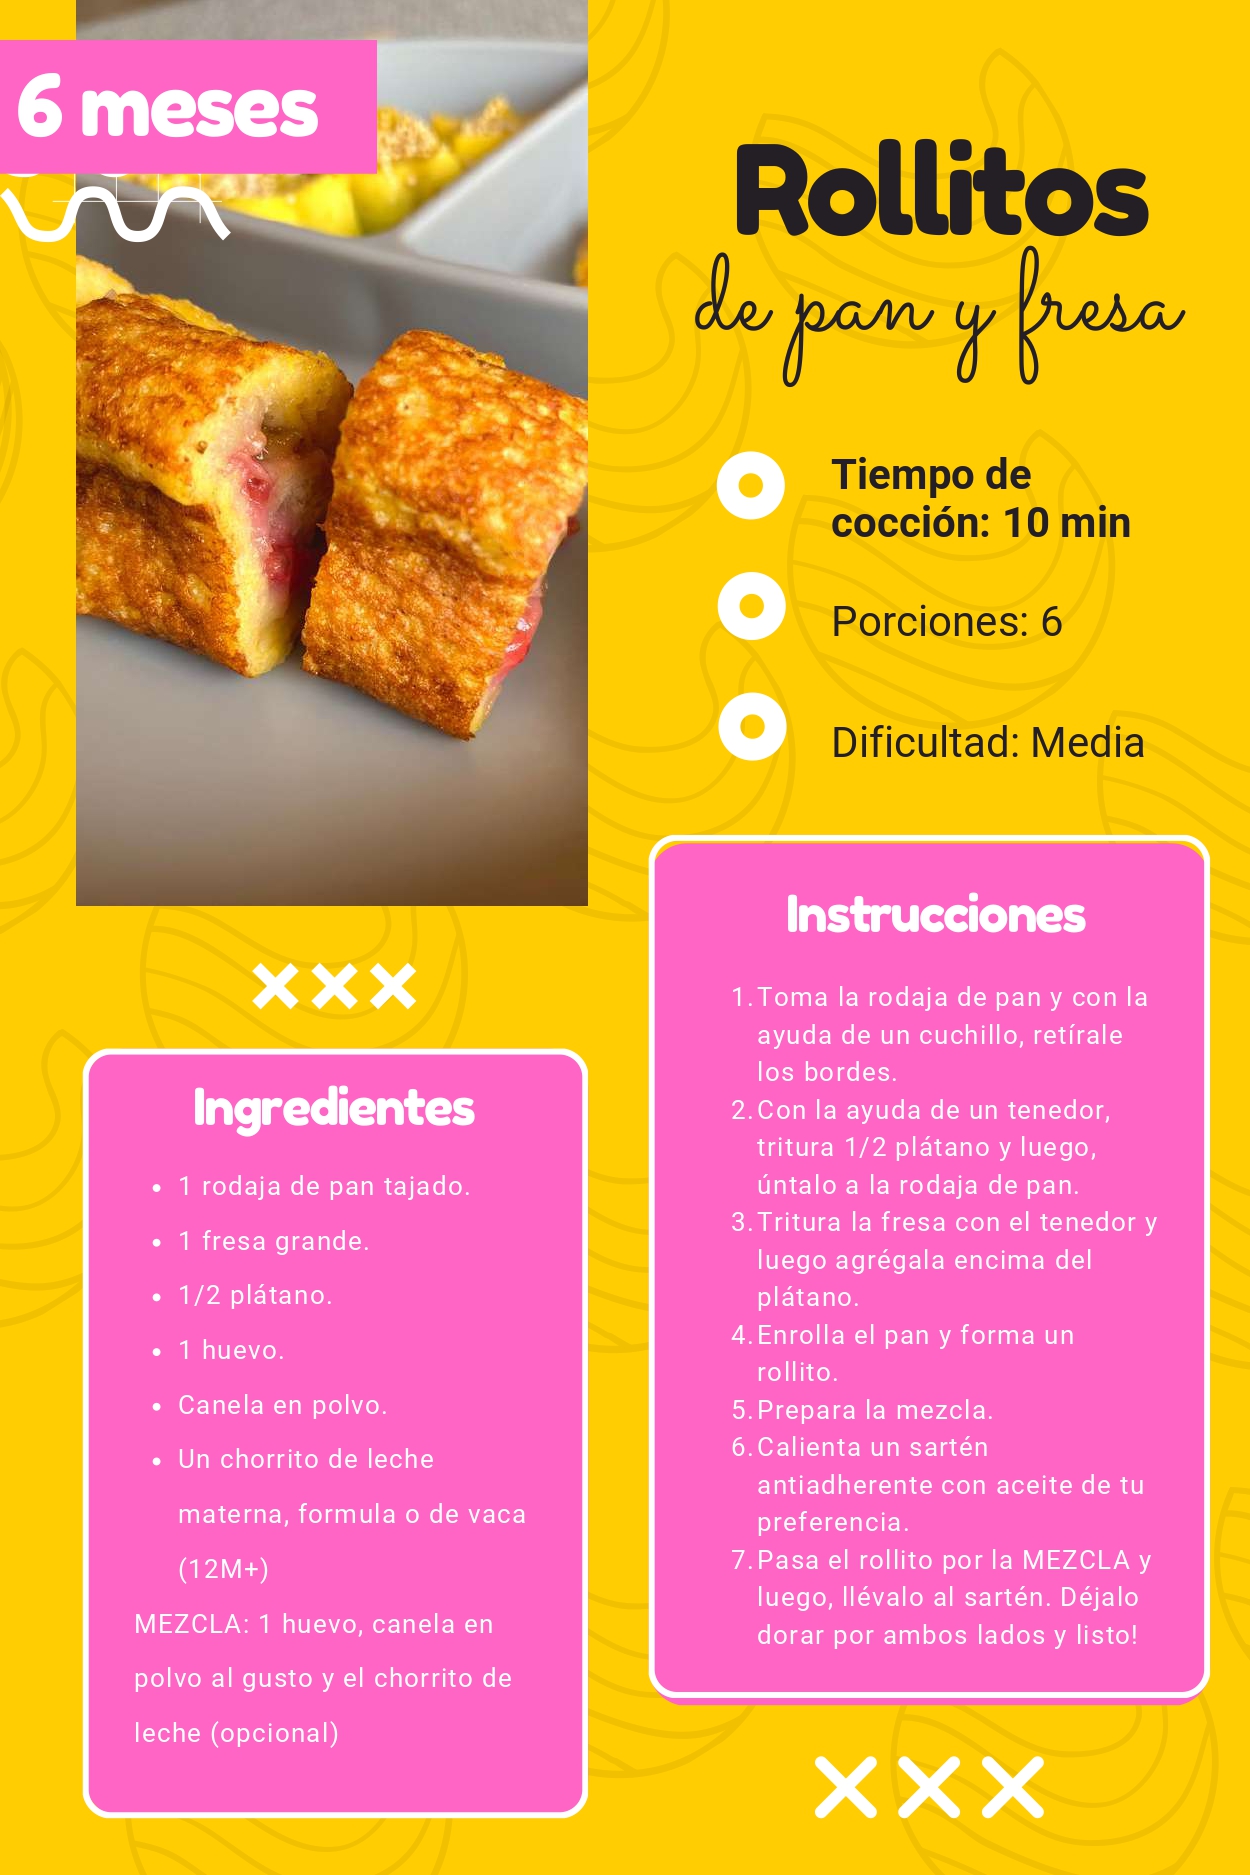 6 meses
Rollitos
de pan y fresa
Tiempo de
cocción: 10 min
Porciones: 6
Dificultad: Media
Ingredientes
• 1 rodaja de pan tajado.
• 1 fresa grande.
• 1/2 plátano.
• 1 huevo.
• Canela en polvo.
• Un chorrito de leche
materna, formula o de vaca
(12M+)
MEZCLA: 1 huevo, canela en
polvo al gusto y el chorrito de
leche (opcional)
Instrucciones
1. Toma la rodaja de pan y con la
ayuda de un cuchillo, retírale
los bordes.
2. Con la ayuda de un tenedor,
tritura 1/2 plátano y luego,
úntalo a la rodaja de pan.
3. Tritura la fresa con el tenedor y
luego agrégala encima del
plátano.
4. Enrolla el pan y forma un
rollito.
5. Prepara la mezcla.
6. Calienta un sartén
antiadherente con aceite de tu
preferencia.
7. Pasa el rollito por la MEZCLA y
luego, llévalo al sartén. Déjalo
dorar por ambos lados y listo!